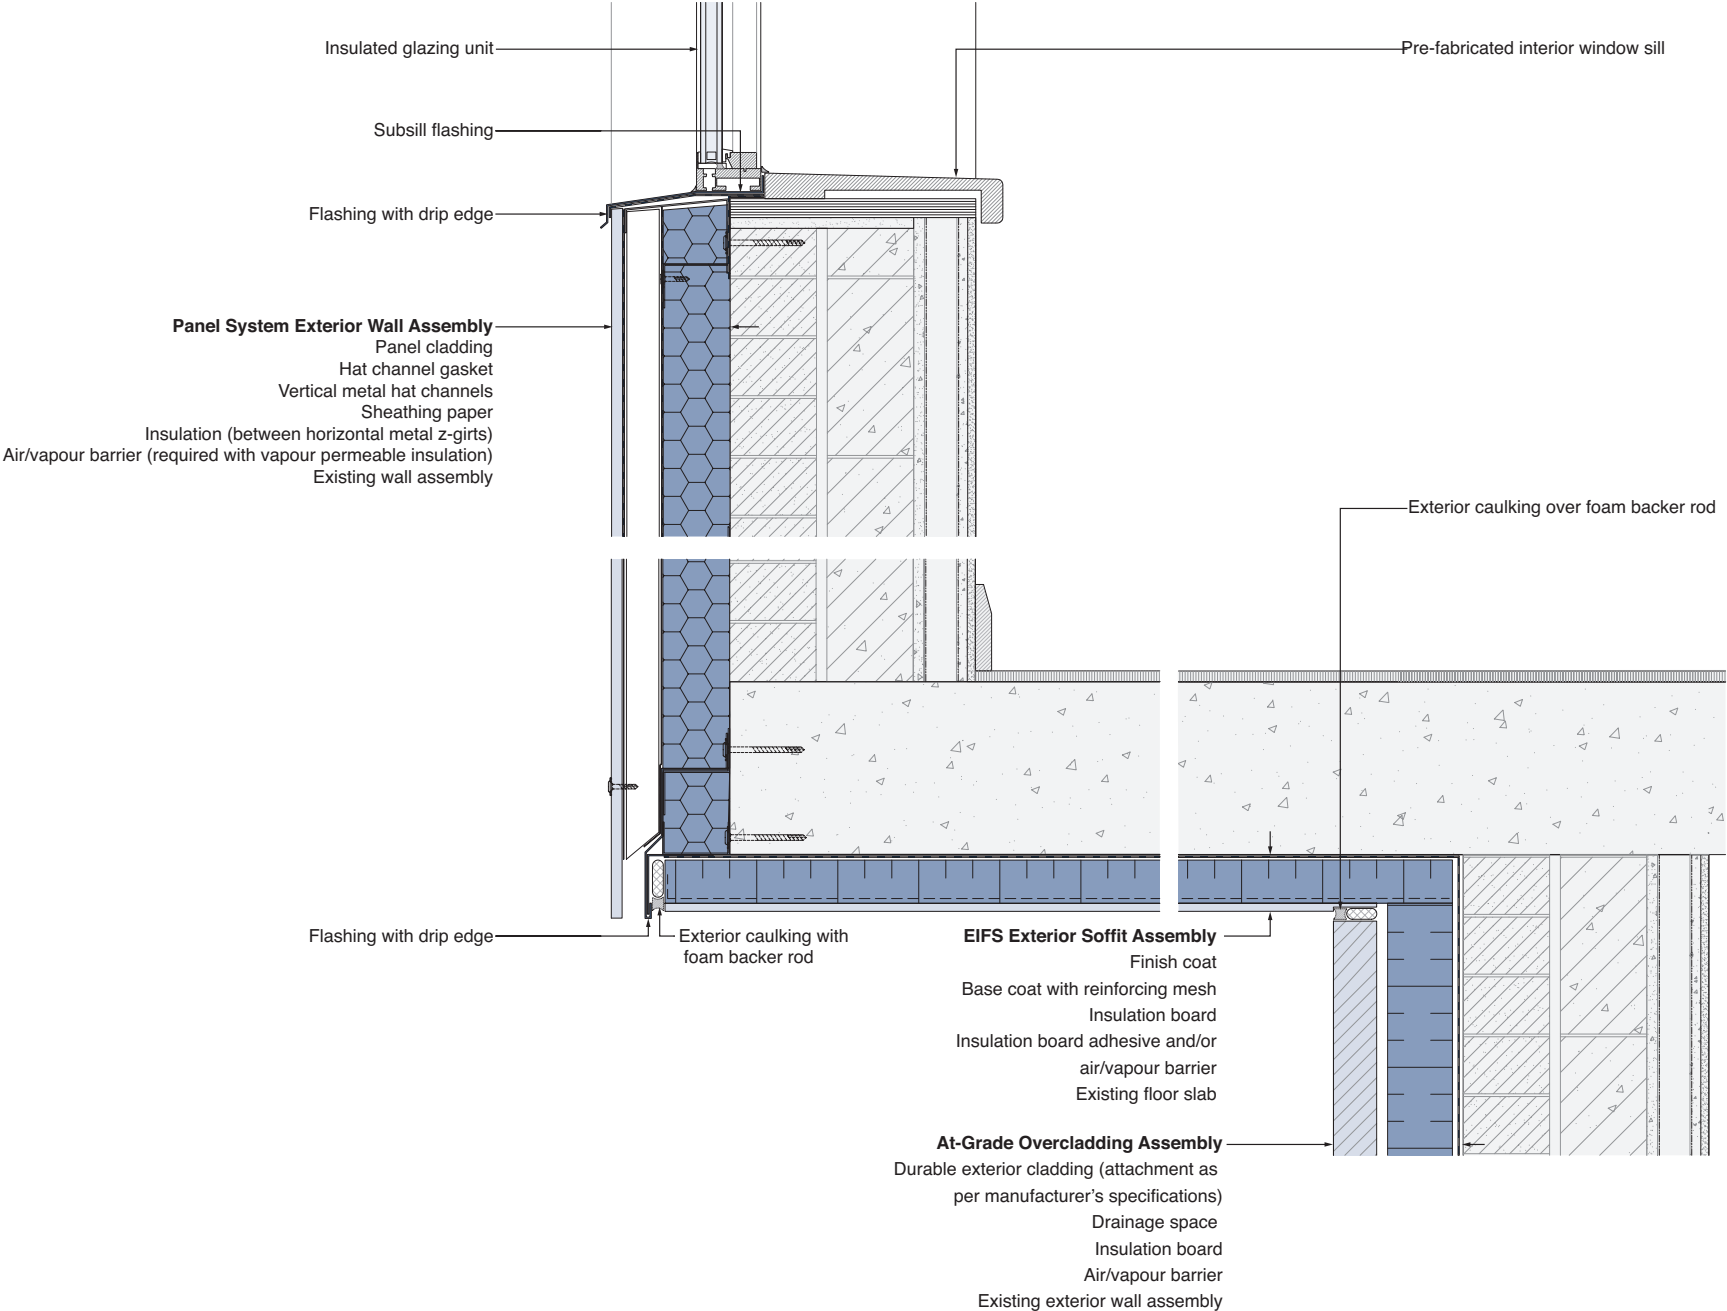 Insulated glazing unit
Pre-fabricated interior window sill
Subsill flashing
Flashing with drip edge
Panel System Exterior Wall Assembly
Panel cladding
Hat channel gasket
Vertical metal hat channels
Sheathing paper
Insulation (between horizontal metal z-girts)
Air/vapour barrier (required with vapour permeable insulation)
Existing wall assembly
Exterior caulking over foam backer rod
Flashing with drip edge
Exterior caulking with
foam backer rod
EIFS Exterior Soffit Assembly
Finish coat
Base coat with reinforcing mesh
Insulation board
Insulation board adhesive and/or
air/vapour barrier
Existing floor slab
At-Grade Overcladding Assembly
Durable exterior cladding (attachment as
per manufacturer’s specifications)
Drainage space
Insulation board
Air/vapour barrier
Existing exterior wall assembly